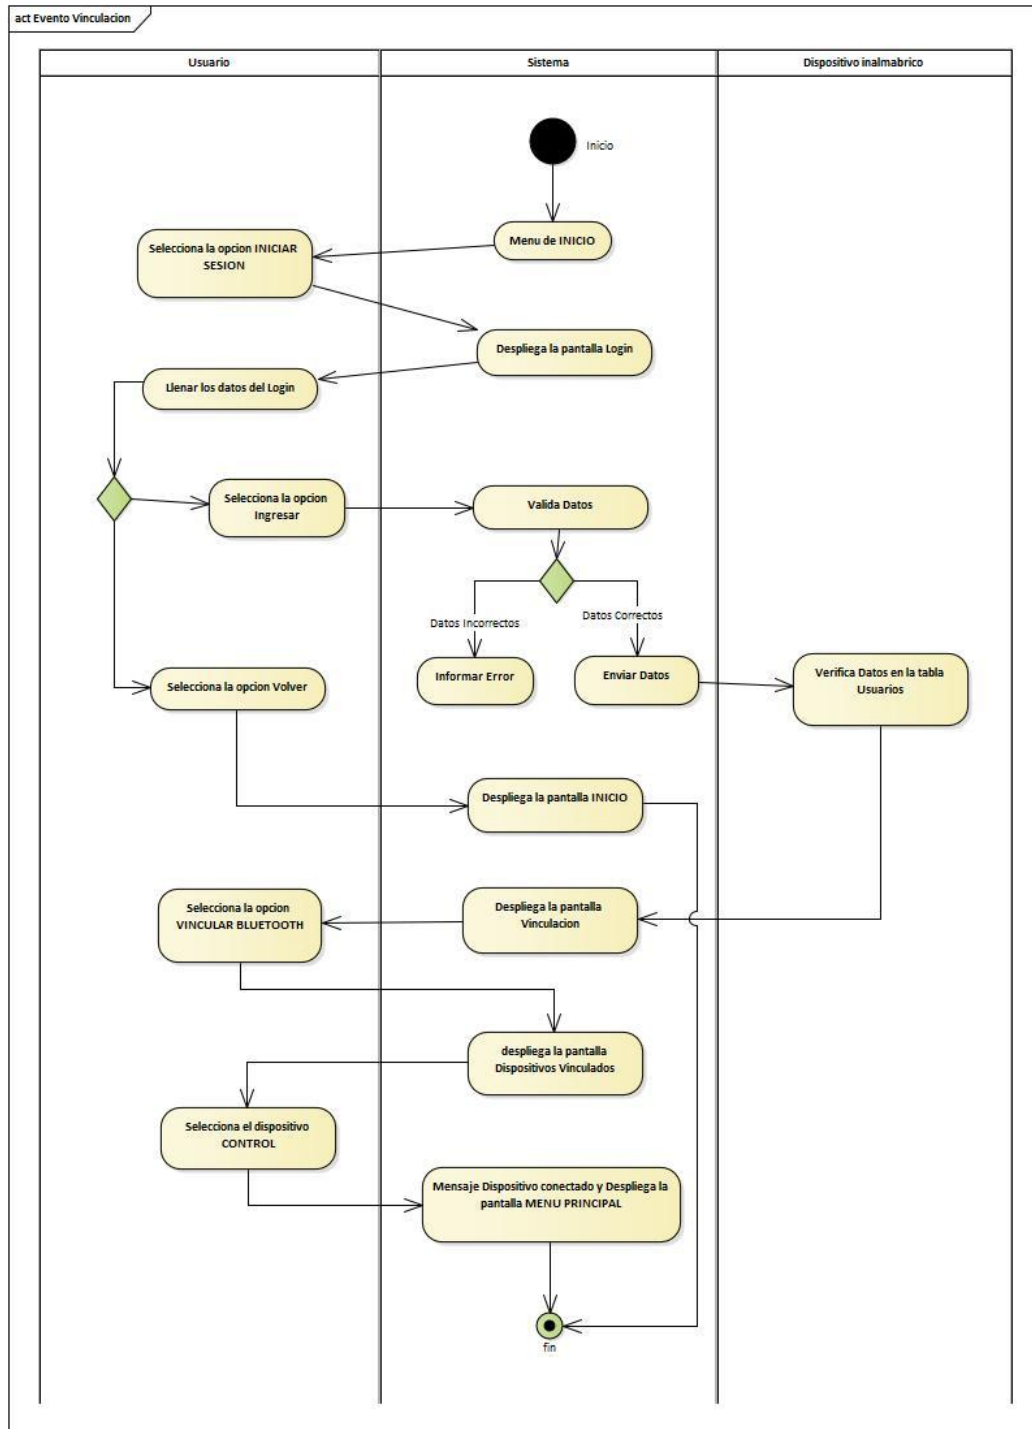 act Evento Vinculacion
Usuario
Sistema
Dispositivo inalmabrico
Inicio
Menu de INICIO
Selecciona la opcion INICIAR
SESION
Despliega la pantalla Login
Llenar los datos del Login
Selecciona la opcion
Ingresar
Valida Datos
Datos Incorrectos
Datos Correctos
Informar Error
Enviar Datos
Verifica Datos en la tabla
Usuarios
Selecciona la opcion Volver
Despliega la pantalla INICIO
Despliega la pantalla
Vinculacion
Selecciona la opcion
VINCULAR BLUETOOTH
despliega la pantalla
Dispositivos Vinculados
Selecciona el dispositivo
CONTROL
Mensaje Dispositivo conectado y Despliega la
pantalla MENU PRINCIPAL
fin